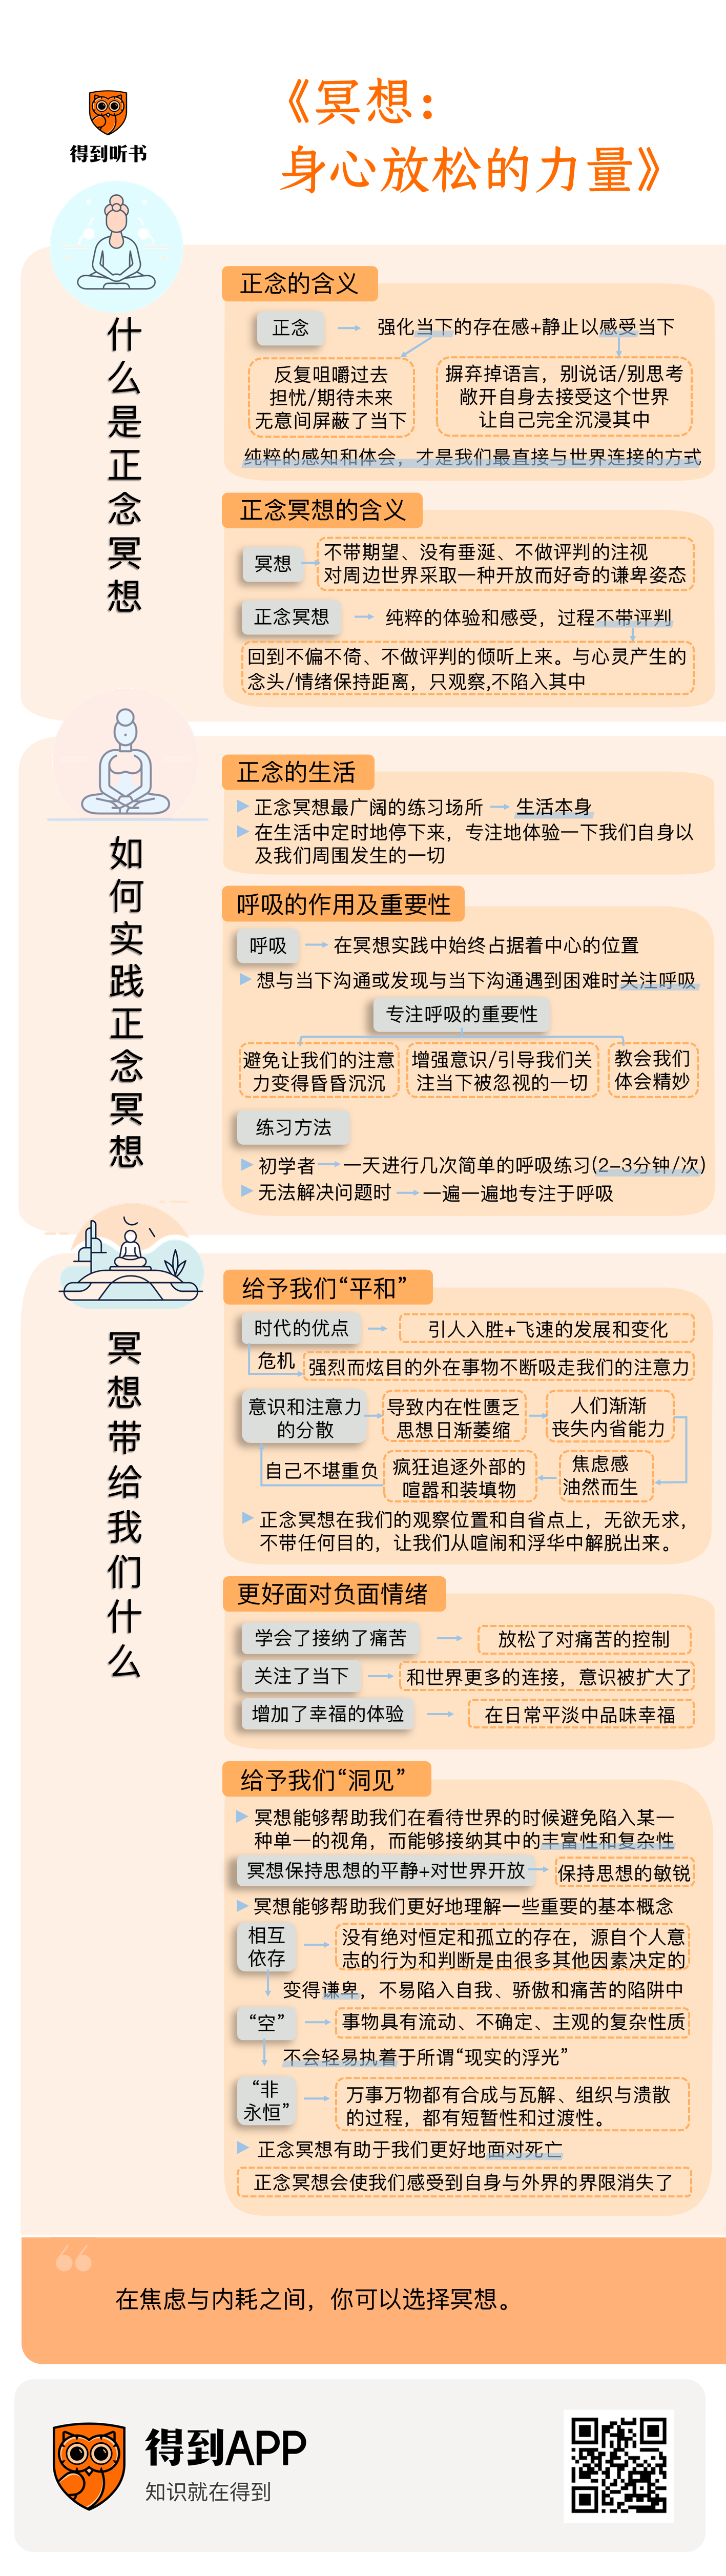 《冥想：
身心放松的力量》
得到听书
什么是正念冥想
正念的含义
正念
强化当下的存在感+静止以感受当下
反复咀嚼过去
担忧/期待未来
无意间屏蔽了当下
摒弃掉语言，别说话/别思考
敞开自身去接受这个世界
让自己完全沉浸其中
纯粹的感知和体会，才是我们最直接与世界连接的方式
正念冥想的含义
冥想
不带期望、没有垂涎、不做评判的注视
对周边世界采取一种开放而好奇的谦卑姿态
正念冥想
纯粹的体验和感受，过程不带评判
回到不偏不倚、不做评判的倾听上来。与心灵产生的
念头/情绪保持距离，只观察,不陷入其中
如何实践正念冥想
正念的生活
正念冥想最广阔的练习场所
生活本身
在生活中定时地停下来，专注地体验一下我们自身以
及我们周围发生的一切
呼吸的作用及重要性
呼吸
在冥想实践中始终占据着中心的位置
想与当下沟通或发现与当下沟通遇到困难时关注呼吸
专注呼吸的重要性
避免让我们的注意
力变得昏昏沉沉
增强意识/引导我们关
注当下被忽视的一切
教会我们
体会精妙
练习方法
初学者
一天进行几次简单的呼吸练习(2-3分钟/次)
无法解决问题时
一遍一遍地专注于呼吸
冥想带给我们什么
给予我们“平和”
时代的优点
引人入胜+飞速的发展和变化
危机
强烈而炫目的外在事物不断吸走我们的注意力
意识和注意力
的分散
导致内在性匮乏
思想日渐萎缩
人们渐渐
丧失内省能力
焦虑感
油然而生
疯狂追逐外部的
喧嚣和装填物
自己不堪重负
正念冥想在我们的观察位置和自省点上，无欲无求，
不带任何目的，让我们从喧闹和浮华中解脱出来。
更好面对负面情绪
学会了接纳了痛苦
放松了对痛苦的控制
关注了当下
和世界更多的连接，意识被扩大了
增加了幸福的体验
在日常平淡中品味幸福
给予我们“洞见”
冥想能够帮助我们在看待世界的时候避免陷入某一
种单一的视角，而能够接纳其中的丰富性和复杂性
冥想保持思想的平静+对世界开放
保持思想的敏锐
冥想能够帮助我们更好地理解一些重要的基本概念
相互
依存
没有绝对恒定和孤立的存在，源自个人意
志的行为和判断是由很多其他因素决定的
变得谦卑，不易陷入自我、骄傲和痛苦的陷阱中
“空”
事物具有流动、不确定、主观的复杂性质
不会轻易执着于所谓“现实的浮光”
“非
永恒”
万事万物都有合成与瓦解、组织与溃散
的过程，都有短暂性和过渡性。
正念冥想有助于我们更好地面对死亡
正念冥想会使我们感受到自身与外界的界限消失了
在焦虑与内耗之间，你可以选择冥想。
得到APP
知识就在得到